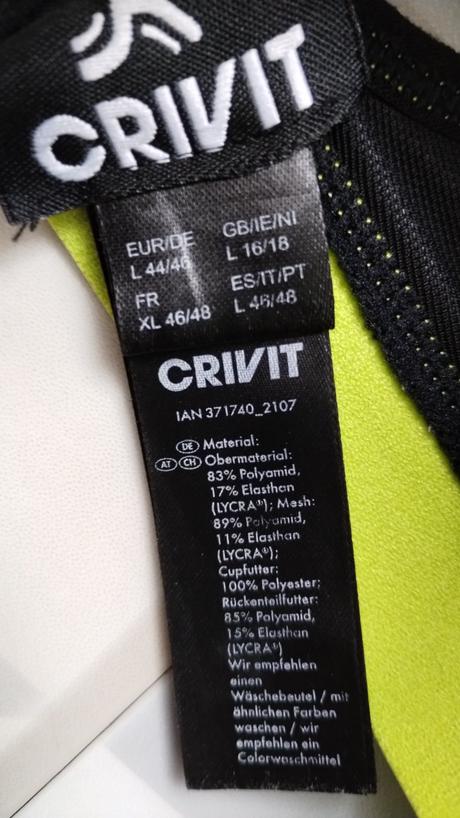 CRIVIT
EUR/DE
L 44/46
GB/IE/NI
L 16/18
FR
XL 46/48
ES/IT/PT
L 46/48
CRIVIT
IAN 371740_2107
DE Material:
AT CH Obermaterial:
83% Polyamid,
17% Elasthan
(LYCRA®); Mesh:
89% Polyamid,
11% Elasthan
(LYCRA®);
Cupfutter:
100% Polyester;
Rückenteilfutter:
85% Polyamid,
15% Elasthan
(LYCRA®)
Wir empfehlen
einen
Wäschebeutel / mit
ähnlichen Farben
waschen / wir
empfehlen ein
Colorwaschmittel